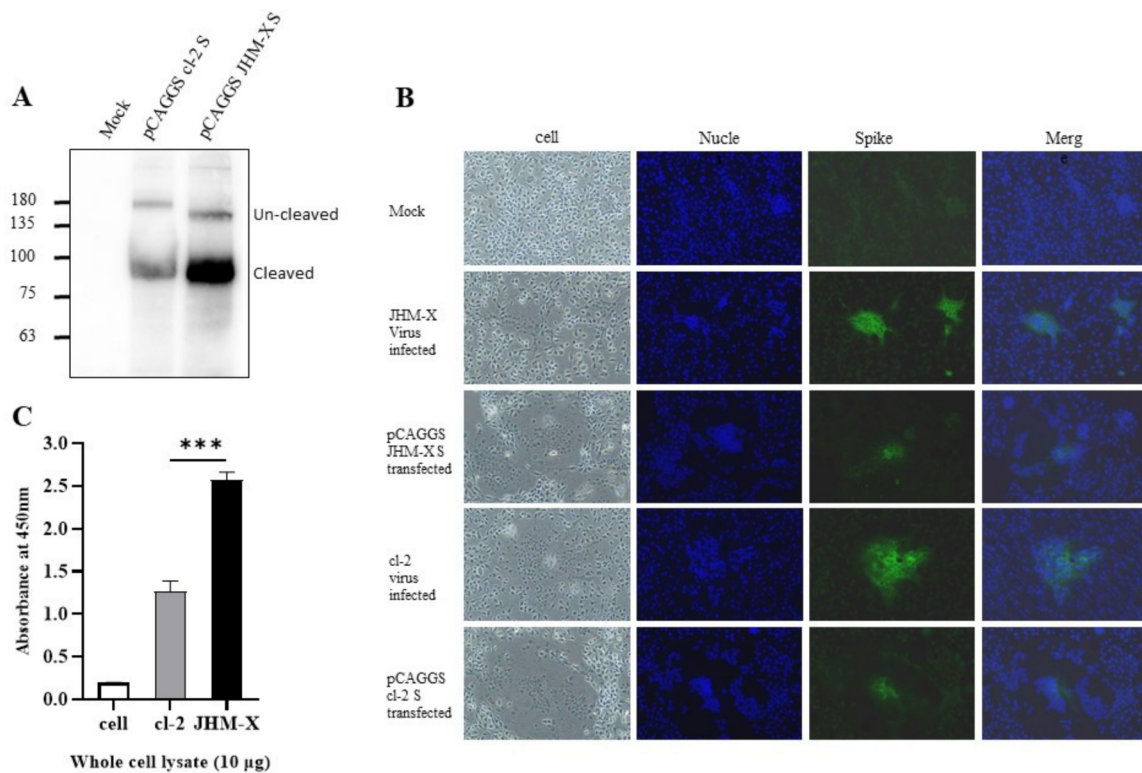 A
Mock
pCAGGS cl-2 S
pCAGGS JHM-X S
180
135
100
75
63
Un-cleaved
Cleaved
B
cell
Nucle
i
Spike
Merg
e
Mock
JHM-X
Virus
infected
pCAGGS
JHM-X S
transfected
cl-2
virus
infected
pCAGGS
cl-2 S
transfected
C
***
Absorbance at 450nm
3.0
2.5
2.0
1.5
1.0
0.5
0.0
cell cl-2 JHM-X
Whole cell lysate (10 µg)